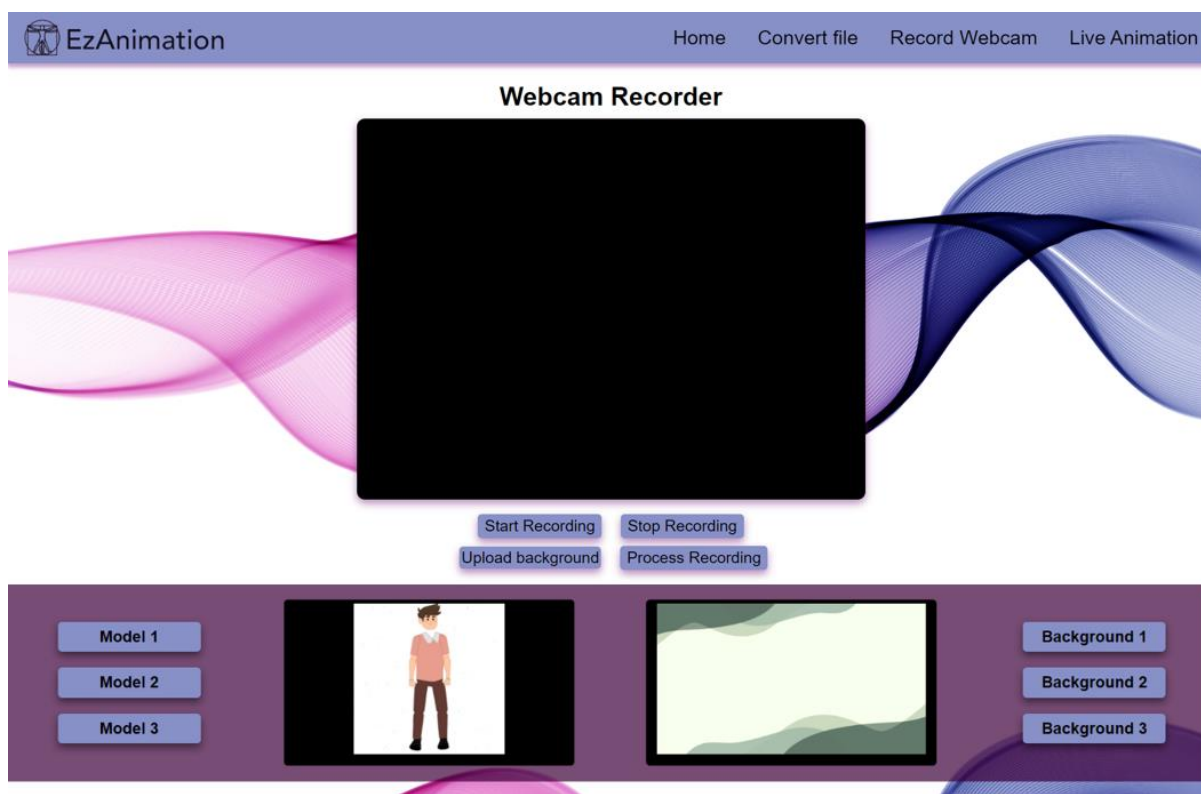 EzAnimation Home Convert file Record Webcam Live Animation
Webcam Recorder
Start Recording Stop Recording
Upload background Process Recording
Model 1 Background 1
Model 2 Background 2
Model 3 Background 3